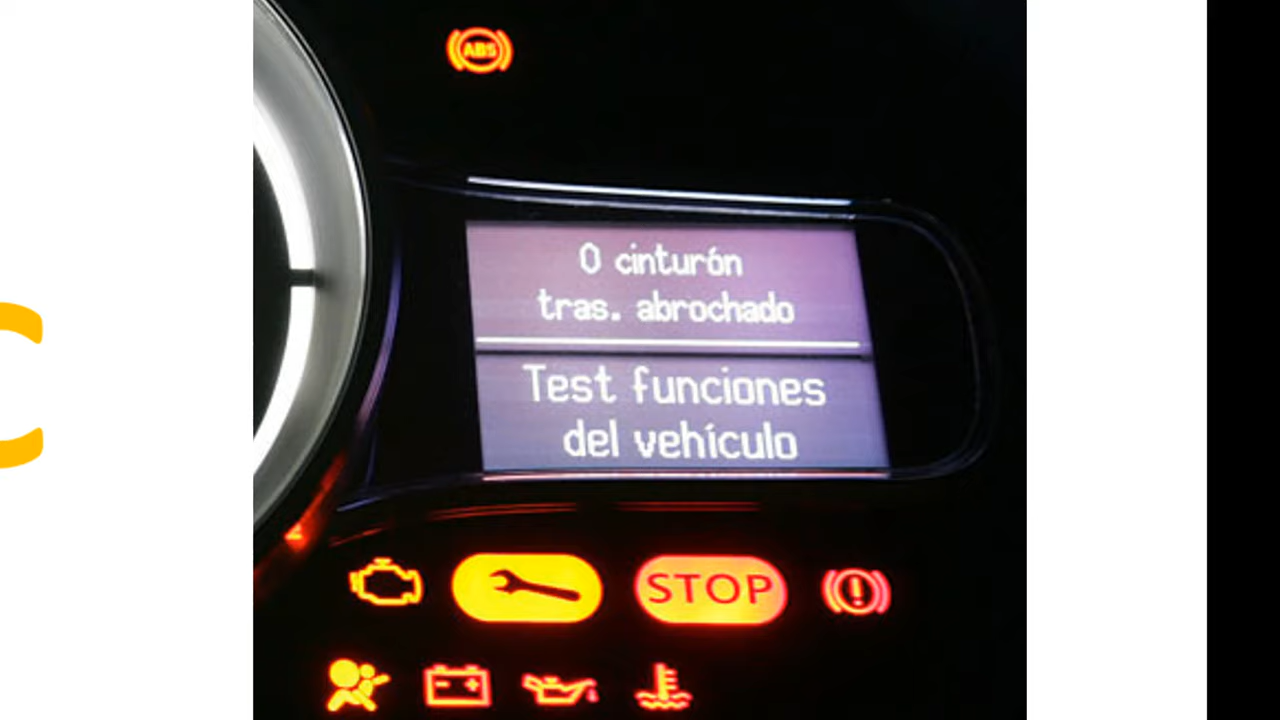 ABS
0 cinturón
tras. abrochado
Test funciones
del vehículo
STOP